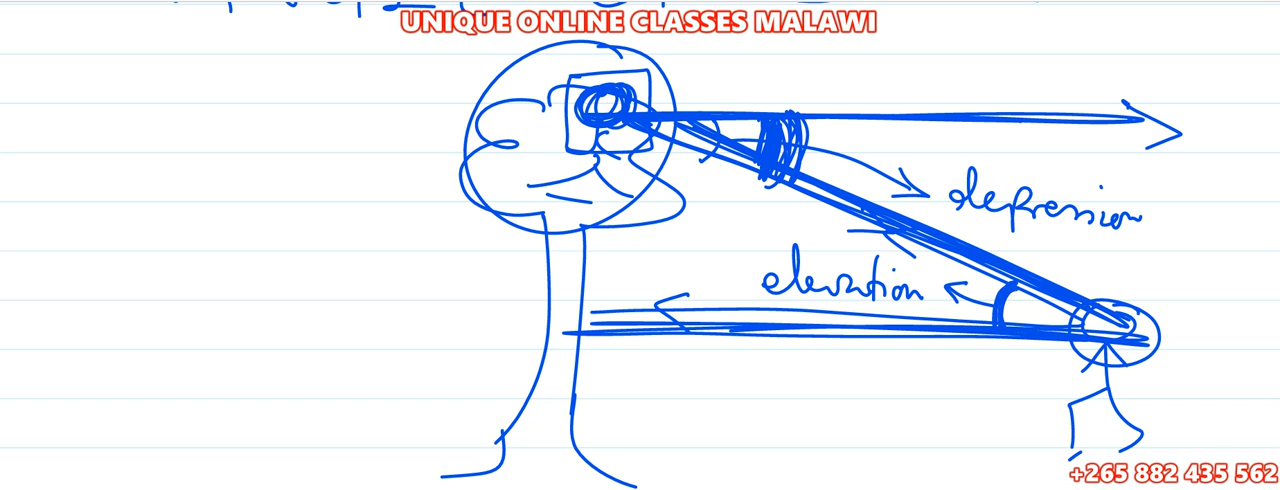 UNIQUE ONLINE CLASSES MALAWI
depression
elevation
+265 882 435 562